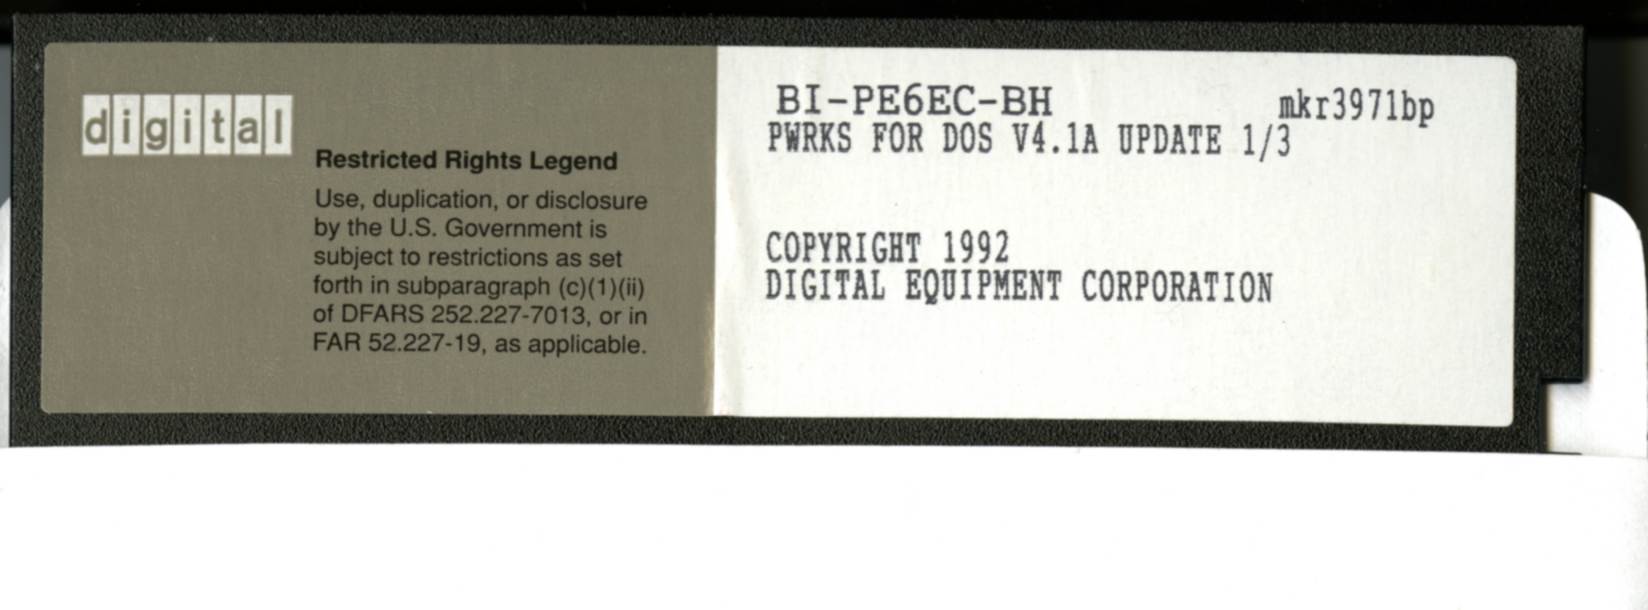 digital
Restricted Rights Legend
Use, duplication, or disclosure
by the U.S. Government is
subject to restrictions as set
forth in subparagraph (c)(1)(ii)
of DFARS 252.227-7013, or in
FAR 52.227-19, as applicable.
BI-PE6EC-BH mkr3971bp
PWRKS FOR DOS V4.1A UPDATE 1/3
COPYRIGHT 1992
DIGITAL EQUIPMENT CORPORATION